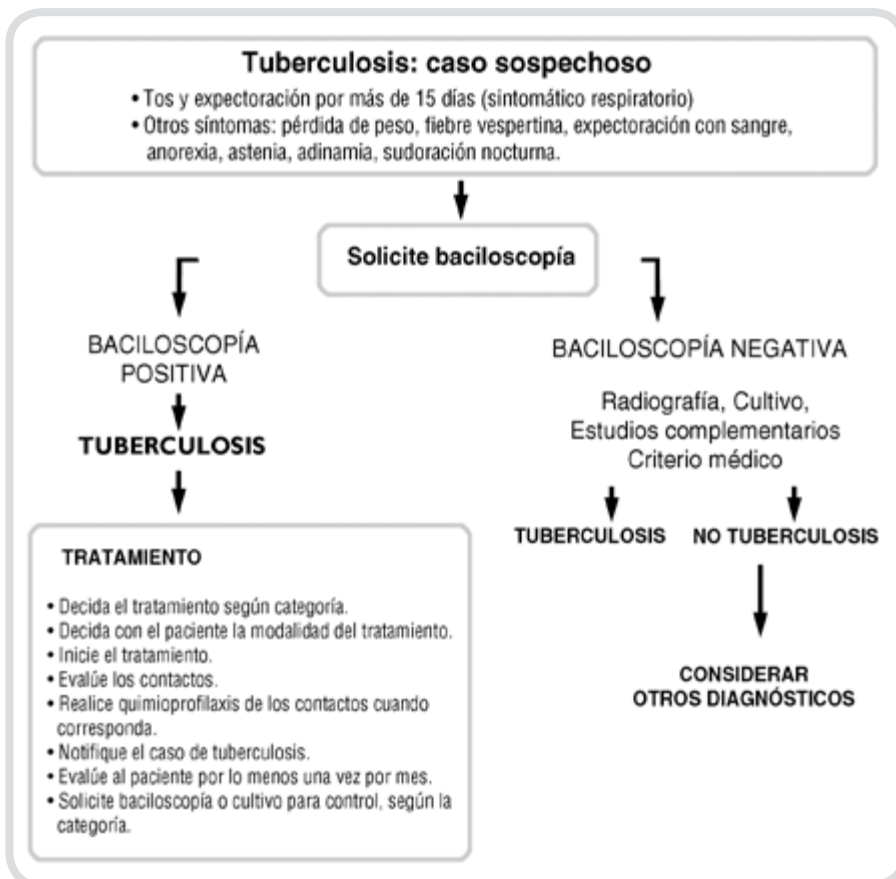 Tuberculosis: caso sospechoso
• Tos y expectoración por más de 15 días (sintomático respiratorio)
• Otros síntomas: pérdida de peso, fiebre vespertina, expectoración con sangre,
anorexia, astenia, adinamia, sudoración nocturna.
Solicite baciloscopía
BACILOSCOPÍA
POSITIVA
TUBERCULOSIS
TRATAMIENTO
• Decida el tratamiento según categoría.
• Decida con el paciente la modalidad del tratamiento.
• Inicie el tratamiento.
• Evalúe los contactos.
• Realice quimioprofilaxis de los contactos cuando
corresponda.
• Notifique el caso de tuberculosis.
• Evalúe al paciente por lo menos una vez por mes.
• Solicite baciloscopía o cultivo para control, según la
categoría.
BACILOSCOPÍA NEGATIVA
Radiografía, Cultivo,
Estudios complementarios
Criterio médico
TUBERCULOSIS
NO TUBERCULOSIS
CONSIDERAR
OTROS DIAGNÓSTICOS